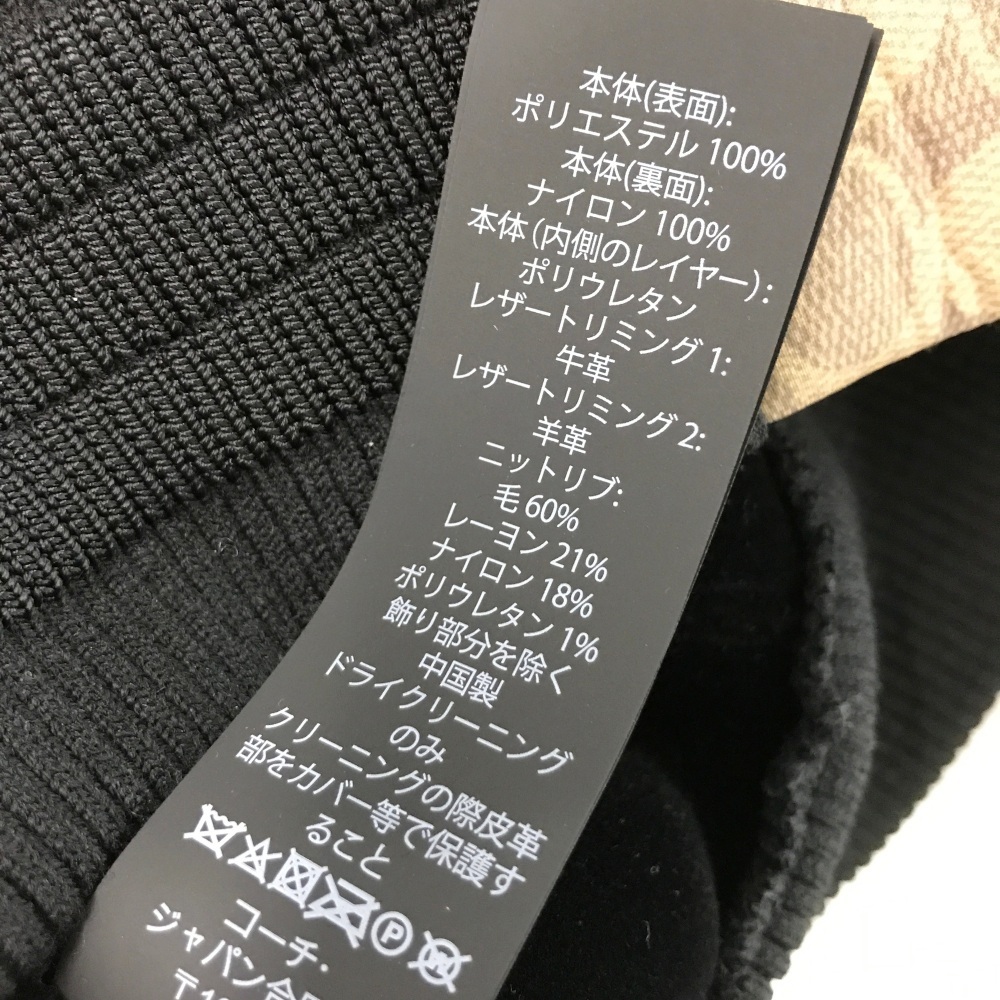 本体(表面):
ポリエステル 100%
本体(裏面):
ナイロン 100%
本体(内側のレイヤー):
ポリウレタン
レザートリミング 1:
牛革
レザートリミング 2:
羊革
ニットリブ:
毛 60%
レーヨン 21%
ナイロン 18%
ポリウレタン 1%
飾り部分を除く
中国製
ドライクリーニング
のみ
クリーニングの際皮革
部をカバー等で保護す
ること
P
コーチ・
ジャパン合同